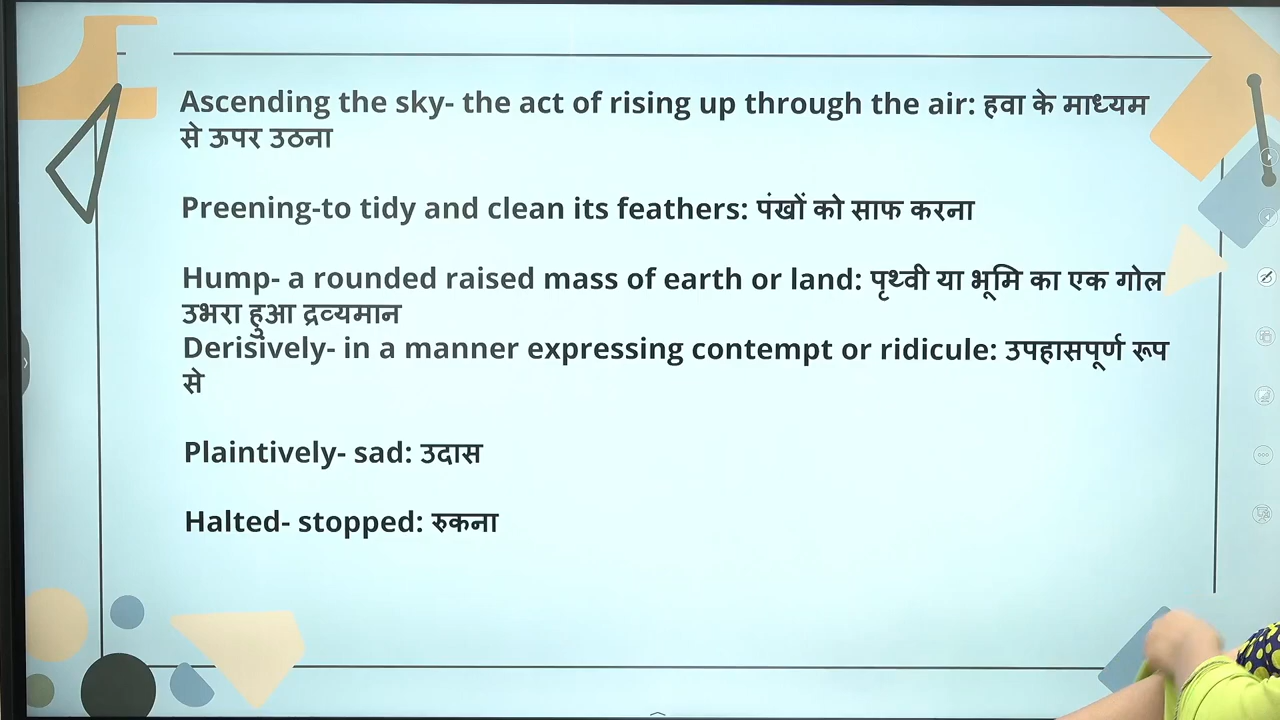 Ascending the sky- the act of rising up through the air: हवा के माध्यम
से ऊपर उठना
Preening-to tidy and clean its feathers: पंखों को साफ करना
Hump- a rounded raised mass of earth or land: पृथ्वी या भूमि का एक गोल
उभरा हुआ द्रव्यमान
Derisively- in a manner expressing contempt or ridicule: उपहासपूर्ण रूप
से
Plaintively- sad: उदास
Halted- stopped: रुकना